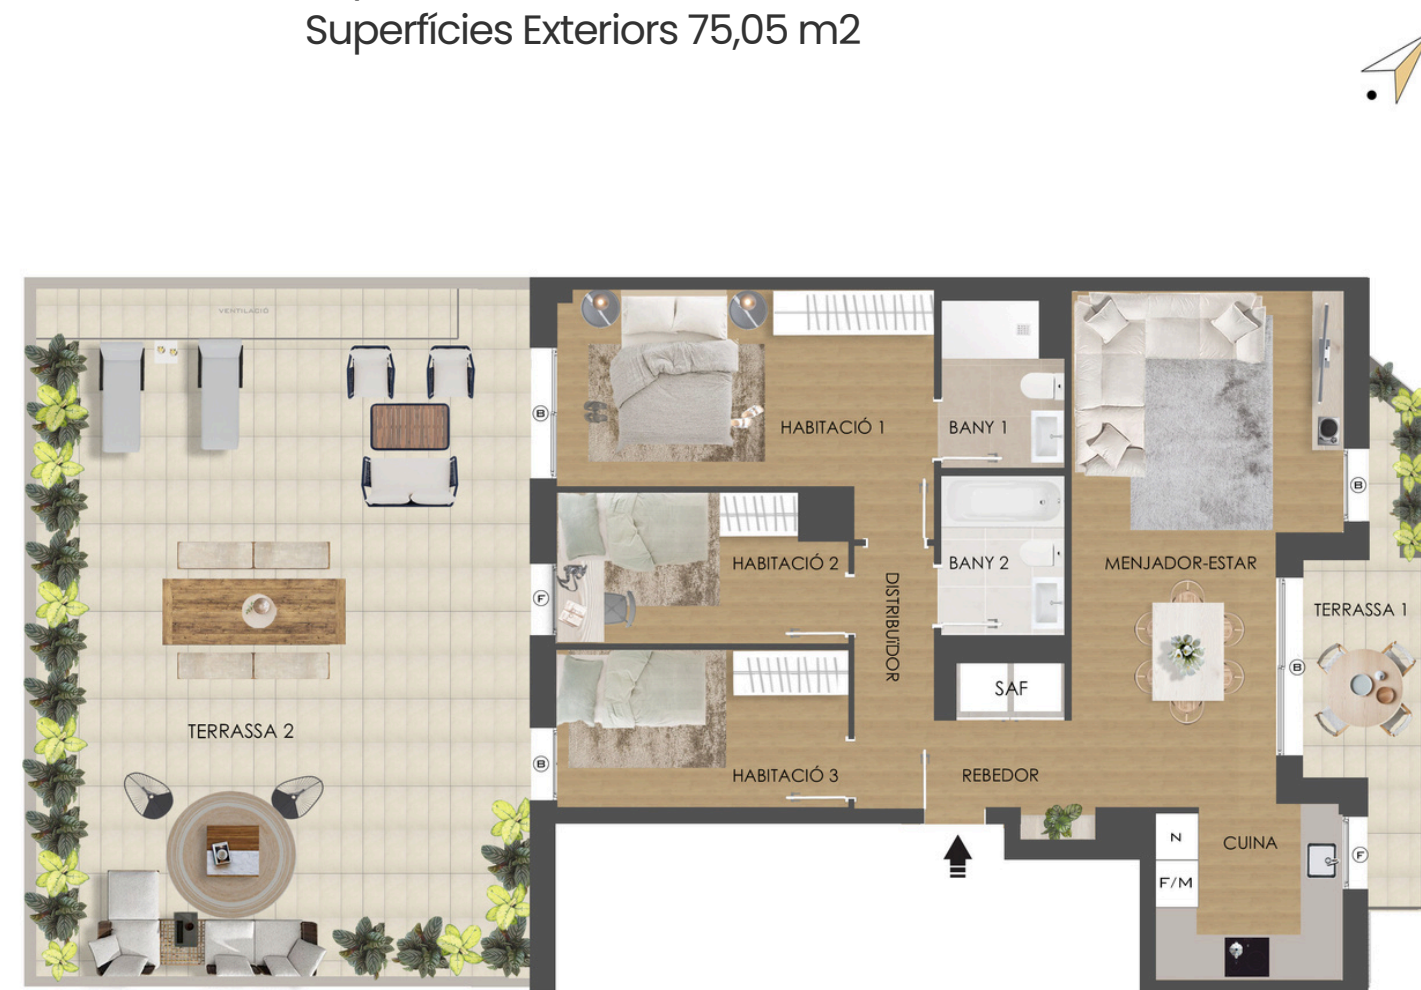 Superfícies Exteriors 75,05 m2
VENTILACIÓ
HABITACIÓ 1
BANY 1
B
B
HABITACIÓ 2
BANY 2
MENJADOR-ESTAR
F
DISTRIBUÏDOR
TERRASSA 1
B
SAF
TERRASSA 2
B
HABITACIÓ 3
REBEDOR
N
CUINA
F
F/M